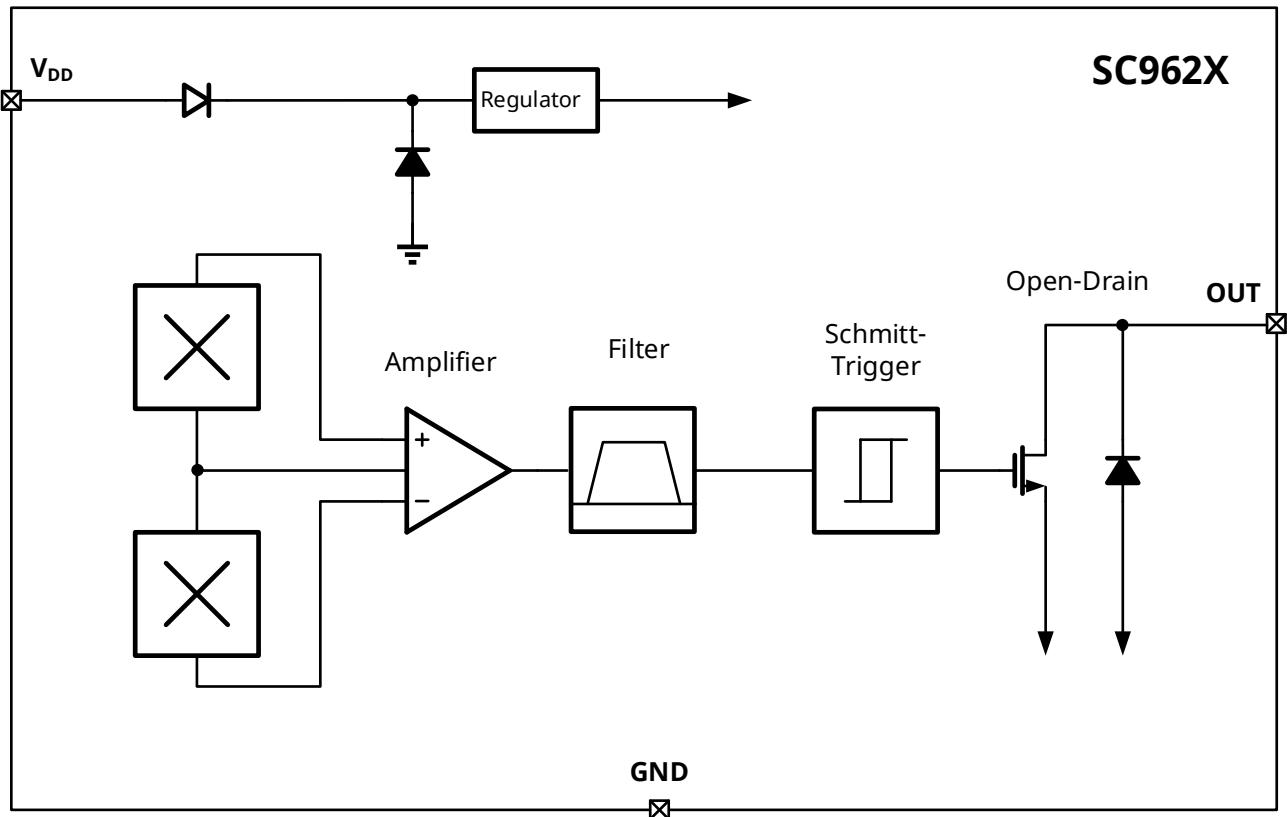 SC962X
VDD
Regulator
Open-Drain
OUT
Schmitt-
Trigger
Filter
Amplifier
+
−
GND